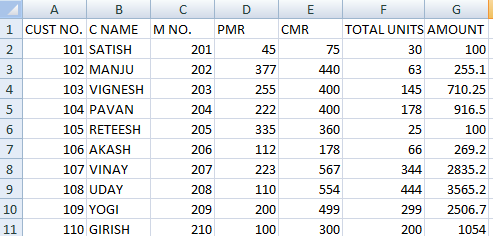 A B C D E F G
1 CUST NO. C NAME M NO. PMR CMR TOTAL UNITS AMOUNT
2 101 SATISH 201 45 75 30 100
3 102 MANJU 202 377 440 63 255.1
4 103 VIGNESH 203 255 400 145 710.25
5 104 PAVAN 204 222 400 178 916.5
6 105 RETEESH 205 335 360 25 100
7 106 AKASH 206 112 178 66 269.2
8 107 VINAY 207 223 567 344 2835.2
9 108 UDAY 208 110 554 444 3565.2
10 109 YOGI 209 200 499 299 2506.7
11 110 GIRISH 210 100 300 200 1054